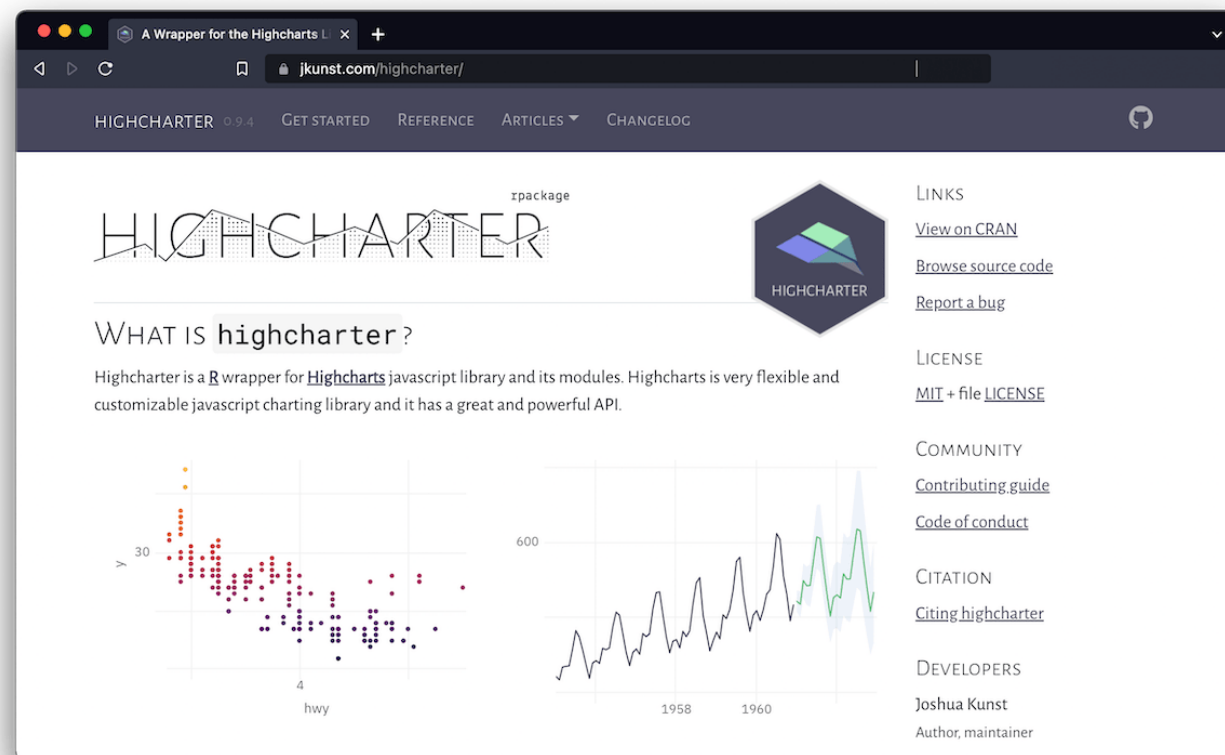 A Wrapper for the Highcharts Li
jkunst.com/highcharter/
HIGHCHARTER 0.9.4 GET STARTED REFERENCE ARTICLES CHANGELOG
rpackage
HIGHCHARTER
HIGHCHARTER
WHAT IS highcharter?
Highcharter is a R wrapper for Highcharts javascript library and its modules. Highcharts is very flexible and
customizable javascript charting library and it has a great and powerful API.
y
30
4
hwy
600
1958 1960
LINKS
View on CRAN
Browse source code
Report a bug
LICENSE
MIT + file LICENSE
COMMUNITY
Contributing guide
Code of conduct
CITATION
Citing highcharter
DEVELOPERS
Joshua Kunst
Author, maintainer